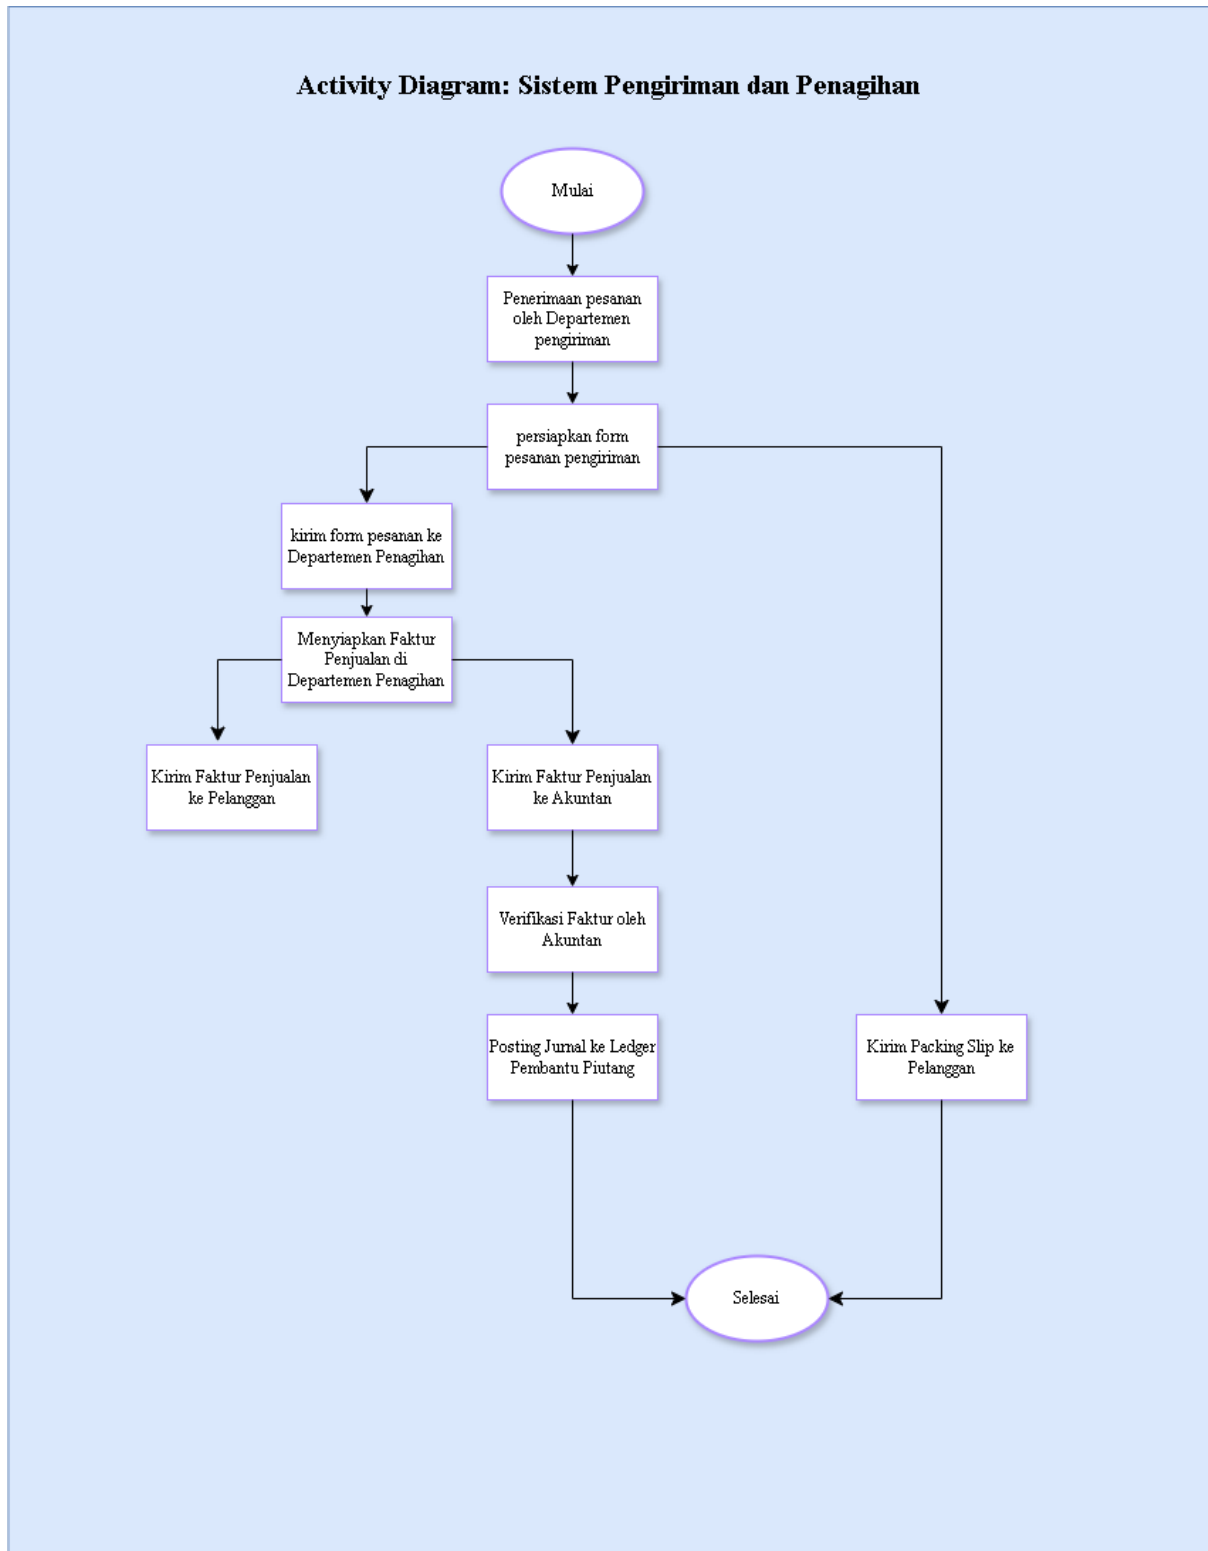 Activity Diagram: Sistem Pengiriman dan Penagihan
Mulai
Penerimaan pesanan
oleh Departemen
pengiriman
persiapkan form
pesanan pengiriman
kirim form pesanan ke
Departemen Penagihan
Menyiapkan Faktur
Penjualan di
Departemen Penagihan
Kirim Faktur Penjualan
ke Pelanggan
Kirim Faktur Penjualan
ke Akuntan
Verifikasi Faktur oleh
Akuntan
Posting Jurnal ke Ledger
Pembantu Piutang
Kirim Packing Slip ke
Pelanggan
Selesai